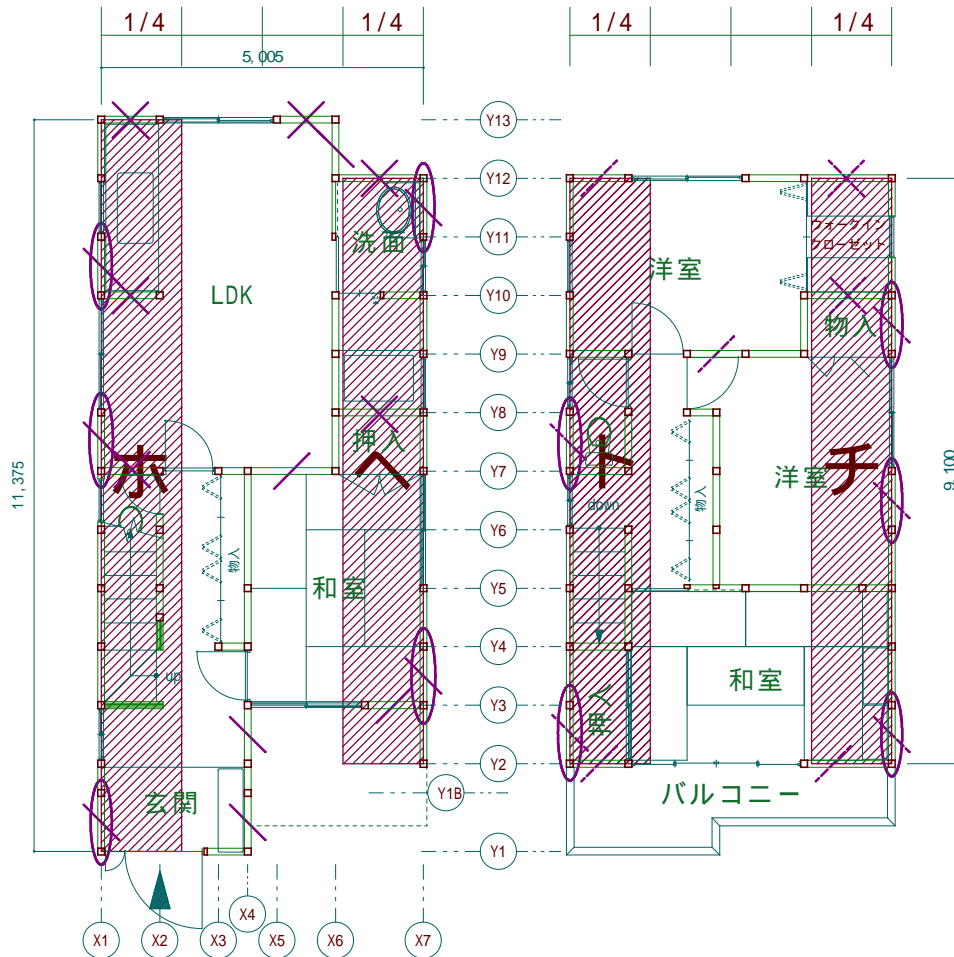 1/4 1/4 1/4 1/4
5,005
Y13
Y12
洗面
ウォークイン
クローゼット
Y11
洋室
LDK
Y10
物入
Y9
Y8
押入
11,375
ホ
ヘ
Y7
ト
洋室
チ
9,100
down
物入
Y6
物入
和室
Y5
Y4
up
和室
Y3
Y2
玄関
Y1B
バルコニー
Y1
X4
X1 X2 X3 X5 X6 X7